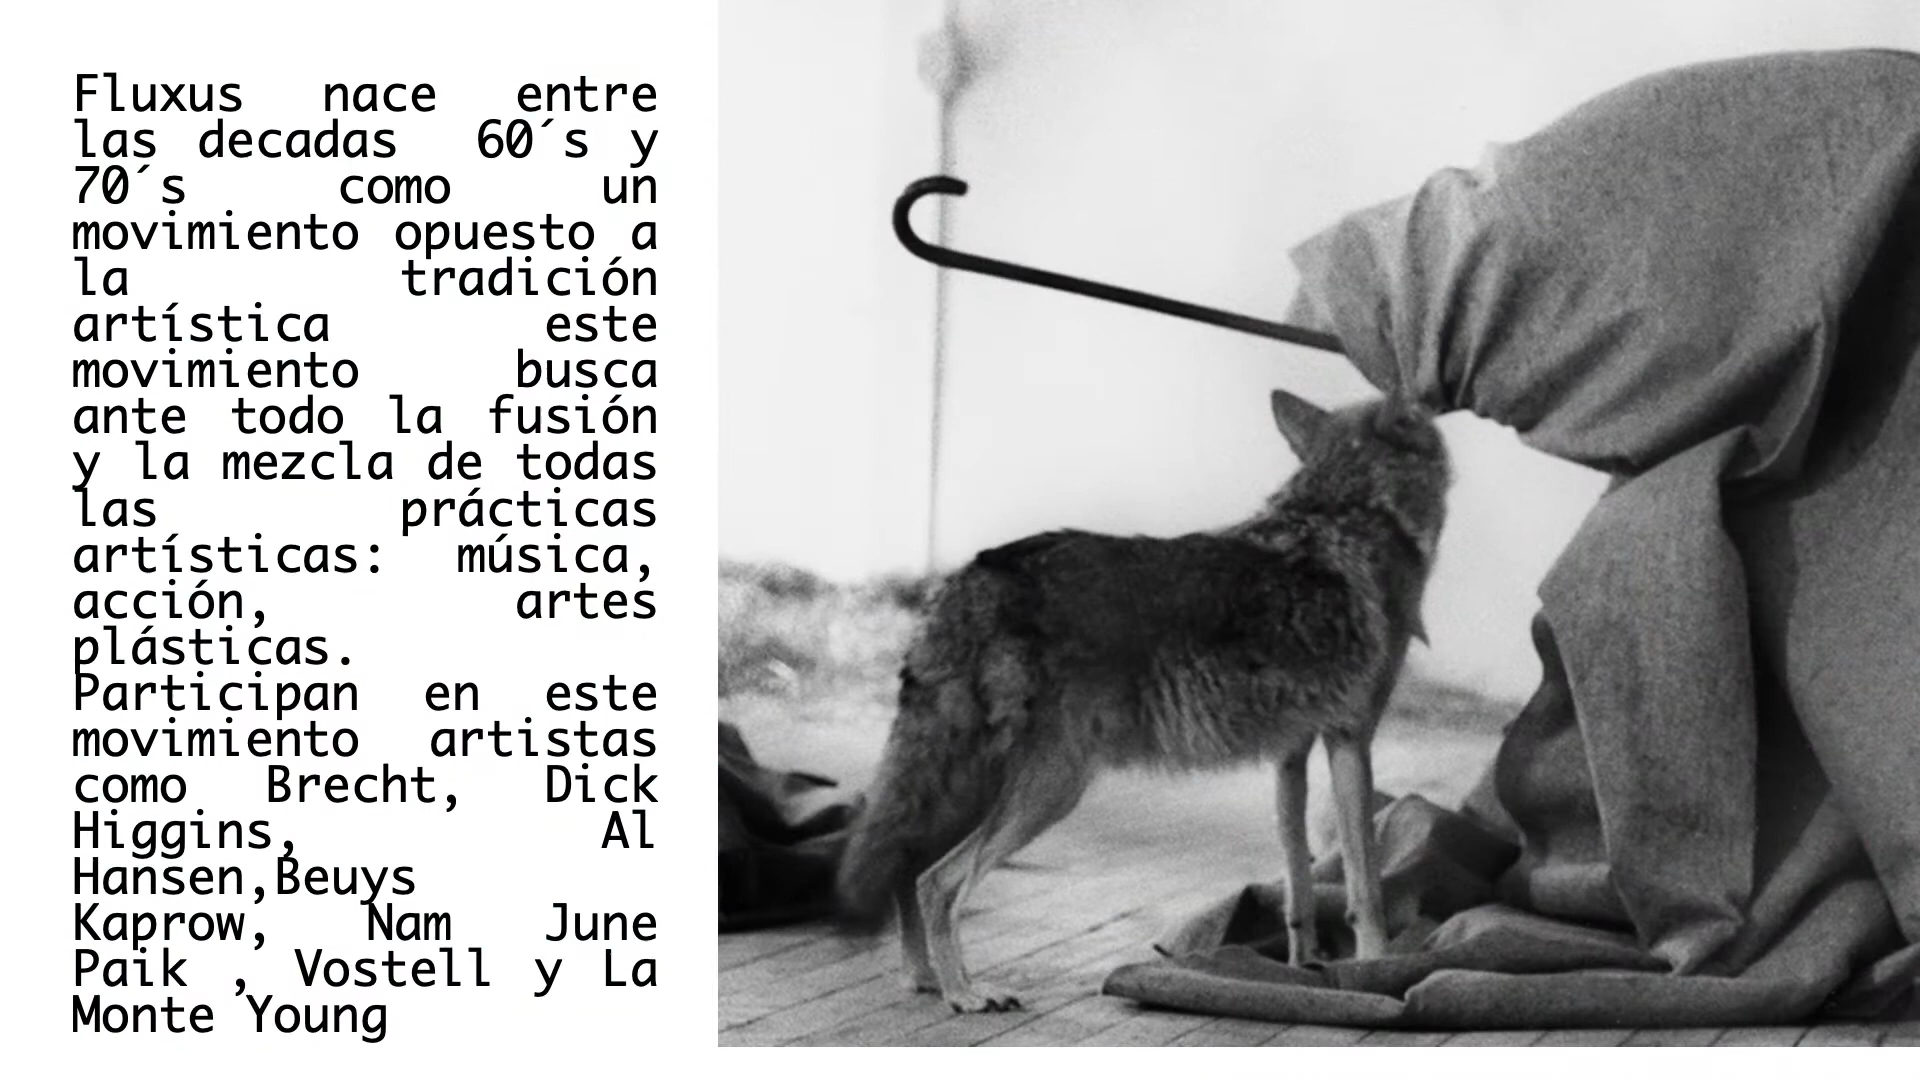 Fluxus nace entre
las decadas 60´s y
70´s como un
movimiento opuesto a
la tradición
artística este
movimiento busca
ante todo la fusión
y la mezcla de todas
las prácticas
artísticas: música,
acción, artes
plásticas.
Participan en este
movimiento artistas
como Brecht, Dick
Higgins, Al
Hansen,Beuys
Kaprow, Nam June
Paik , Vostell y La
Monte Young